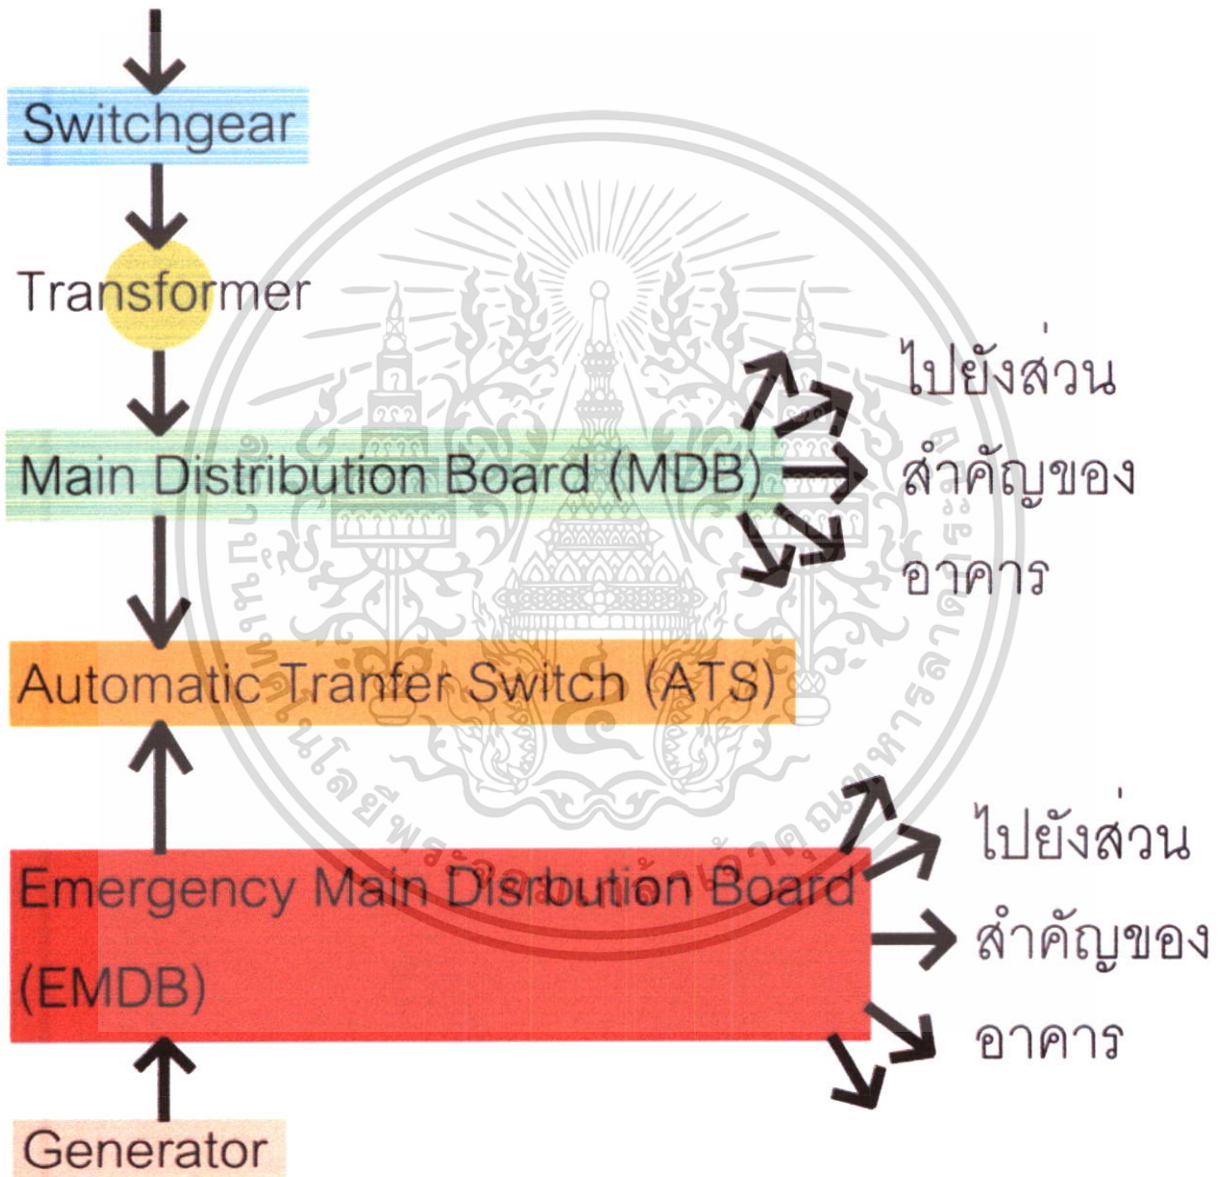 Switchgear
Transformer
Main Distribution Board (MDB)
ไปยังส่วน
สำคัญของ
อาคาร
Automatic Tranfer Switch (ATS)
Emergency Main Disrbution Board
(EMDB)
ไปยังส่วน
สำคัญของ
อาคาร
Generator